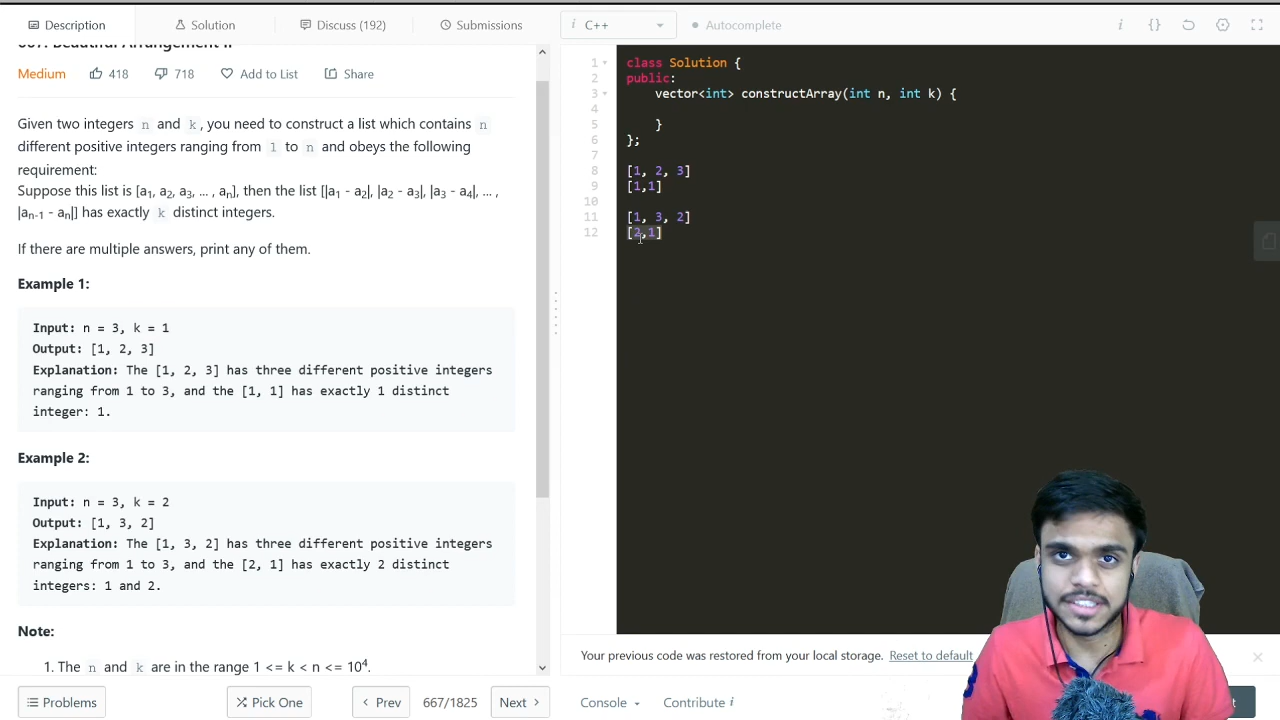 Description
Solution
Discuss (192)
Submissions
i C++
Autocomplete
667. Beautiful Arrangement II
Medium 418 718 Add to List Share
Given two integers n and k, you need to construct a list which contains n
different positive integers ranging from 1 to n and obeys the following
requirement:
Suppose this list is [a1, a2, a3, ... , an], then the list [|a1 - a2|, |a2 - a3|, |a3 - a4|, ... ,
|an-1 - an|] has exactly k distinct integers.
If there are multiple answers, print any of them.
Example 1:
Input: n = 3, k = 1
Output: [1, 2, 3]
Explanation: The [1, 2, 3] has three different positive integers
ranging from 1 to 3, and the [1, 1] has exactly 1 distinct
integer: 1.
Example 2:
Input: n = 3, k = 2
Output: [1, 3, 2]
Explanation: The [1, 3, 2] has three different positive integers
ranging from 1 to 3, and the [2, 1] has exactly 2 distinct
integers: 1 and 2.
Note:
1. The n and k are in the range 1 <= k < n <= 10⁴.
Problems
Pick One
Prev
667/1825
Next
1 class Solution {
2 public:
3 vector<int> constructArray(int n, int k) {
4
5 }
6 };
7
8 [1, 2, 3]
9 [1,1]
10
11 [1, 3, 2]
12 [2,1]
Your previous code was restored from your local storage. Reset to default
Console
Contribute i